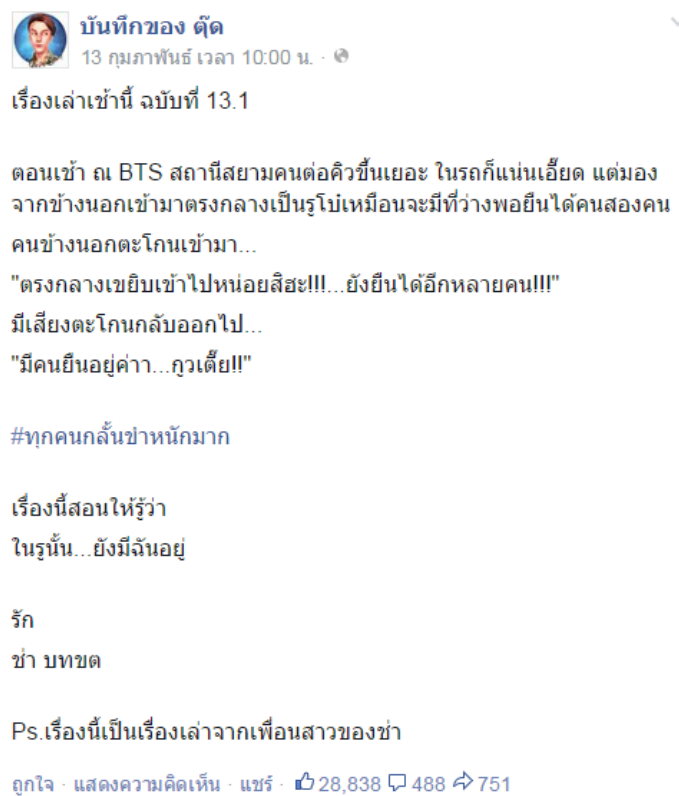 บันทึกของ ตุ๊ด
13 กุมภาพันธ์ เวลา 10:00 น. ·
เรื่องเล่าเช้านี้ ฉบับที่ 13.1
ตอนเช้า ณ BTS สถานีสยามคนต่อคิวขึ้นเยอะ ในรถก็แน่นเอี๊ยด แต่มอง
จากข้างนอกเข้ามาตรงกลางเป็นรูโบ๋เหมือนจะมีที่ว่างพอยืนได้คนสองคน
คนข้างนอกตะโกนเข้ามา...
"ตรงกลางเขยิบเข้าไปหน่อยสิฮะ!!!...ยังยืนได้อีกหลายคน!!!"
มีเสียงตะโกนกลับออกไป...
"มีคนยืนอยู่ค่าา...กูวเตี๊ย!!"
#ทุกคนกลั้นขำหนักมาก
เรื่องนี้สอนให้รู้ว่า
ในรูนั้น...ยังมีฉันอยู่
รัก
ช่า บทขต
Ps.เรื่องนี้เป็นเรื่องเล่าจากเพื่อนสาวของช่า
ถูกใจ · แสดงความคิดเห็น · แชร์ · 28,838 488 751